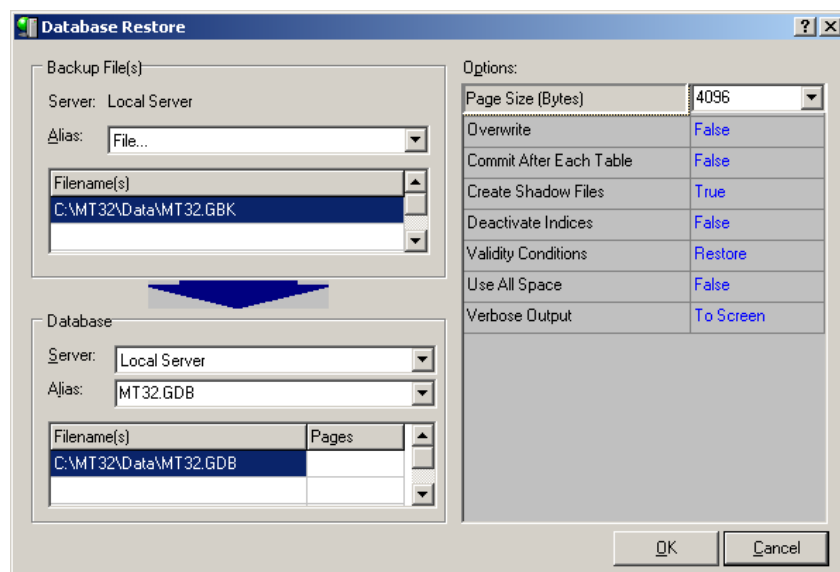 Database Restore
Backup File(s)
Server: Local Server
Alias: File...
Filename(s)
C:\MT32\Data\MT32.GBK
Database
Server: Local Server
Alias: MT32.GDB
Filename(s) Pages
C:\MT32\Data\MT32.GDB
Options:
Page Size (Bytes) 4096
Overwrite False
Commit After Each Table False
Create Shadow Files True
Deactivate Indices False
Validity Conditions Restore
Use All Space False
Verbose Output To Screen
OK Cancel